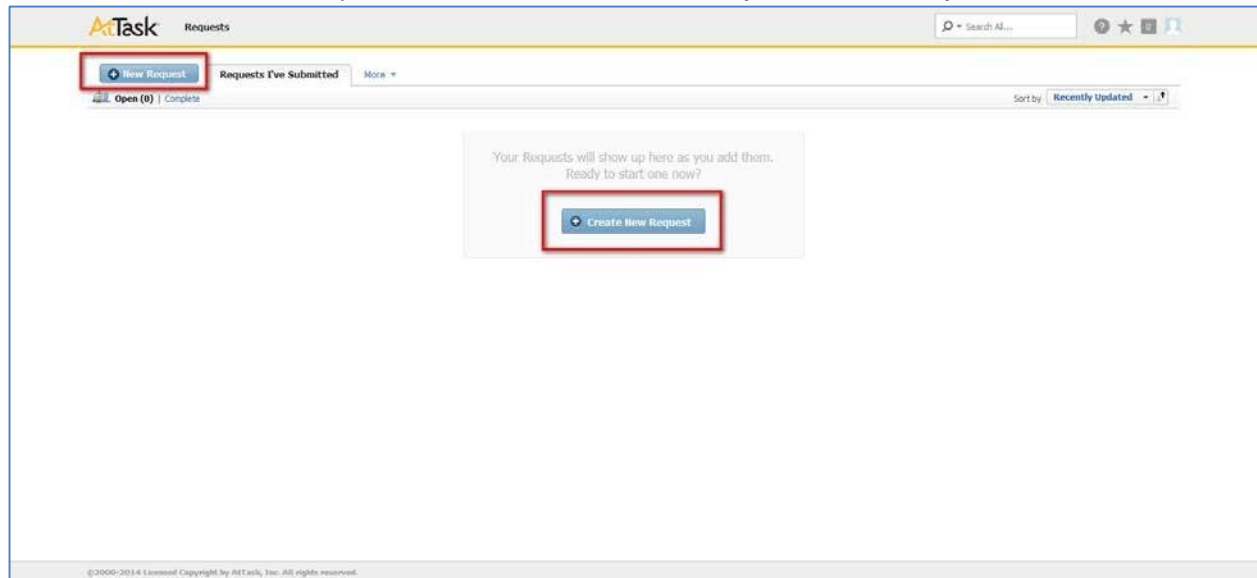 AtTask Requests Search All...
New Request Requests I've Submitted More
Open (0) | Complete Sort by Recently Updated
Your Requests will show up here as you add them.
Ready to start one now?
Create New Request
©2000-2014 Licensed Copyright by AtTask, Inc. All rights reserved.